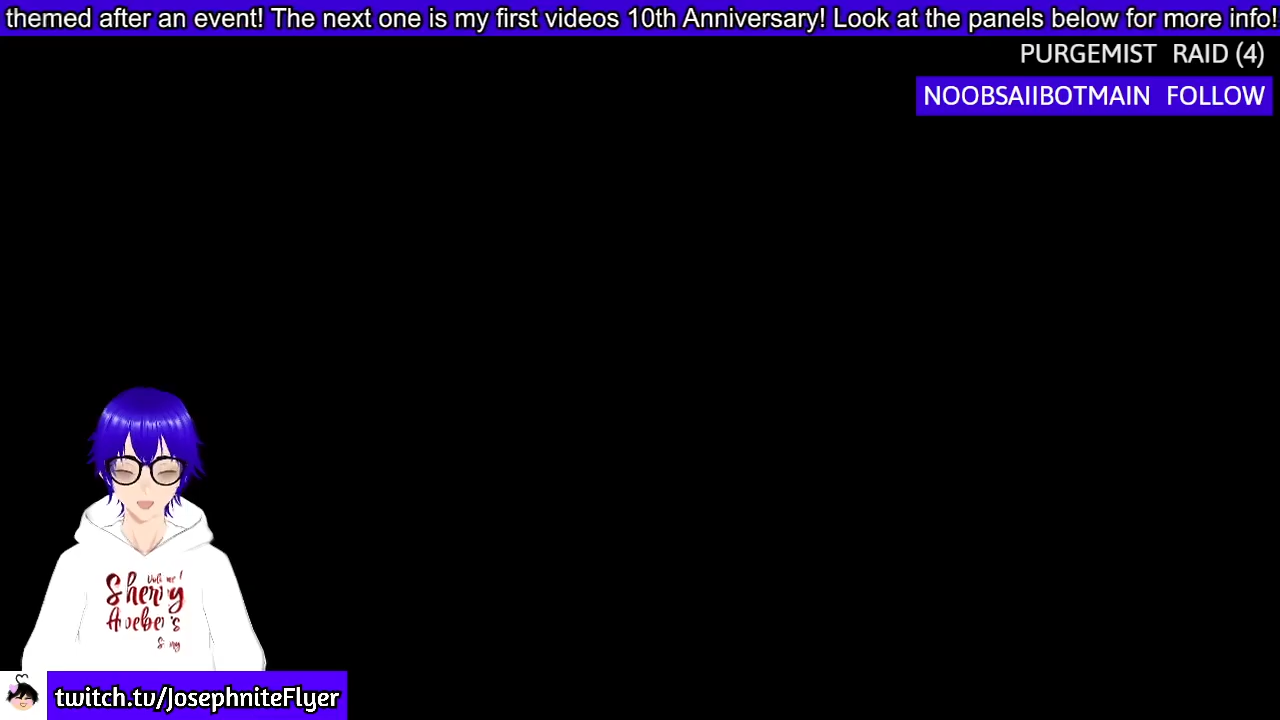 themed after an event! The next one is my first videos 10th Anniversary! Look at the panels below for more info!
PURGEMIST RAID (4)
NOOBSAIIBOTMAIN FOLLOW
Sherry
twitch.tv/JosephniteFlyer